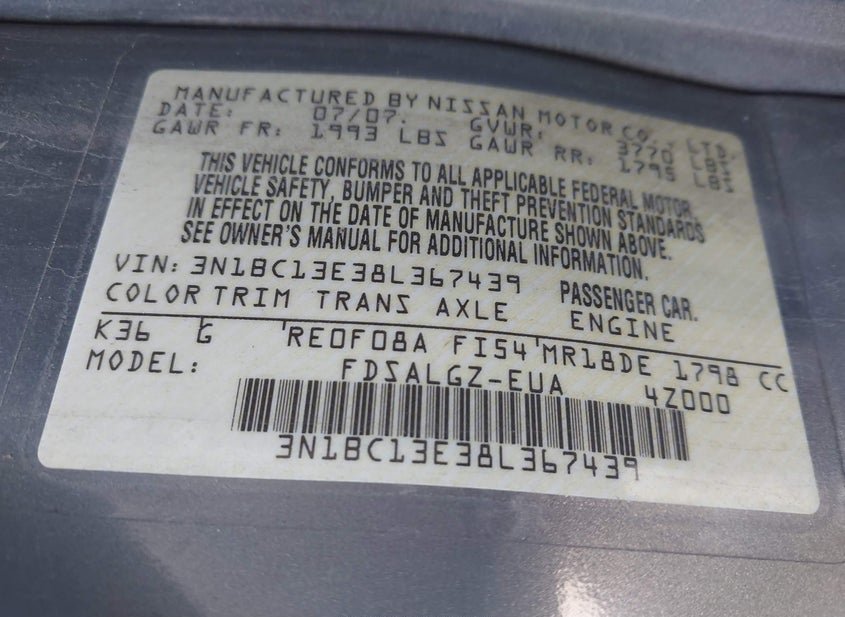 MANUFACTURED BY NISSAN MOTOR CO., LTD.
DATE: 07/07. GVWR: 3770 LBS
GAWR FR: 1993 LBS GAWR RR: 1795 LBS
THIS VEHICLE CONFORMS TO ALL APPLICABLE FEDERAL MOTOR
VEHICLE SAFETY, BUMPER AND THEFT PREVENTION STANDARDS
IN EFFECT ON THE DATE OF MANUFACTURE SHOWN ABOVE.
SEE OWNER'S MANUAL FOR ADDITIONAL INFORMATION.
VIN: 3N1BC13E38L367439 PASSENGER CAR.
COLOR TRIM TRANS AXLE ENGINE
K36 G RE0F08A FI54 MR18DE 1798 CC
MODEL: FDSALGZ-EUA 4Z000
3N1BC13E38L367439